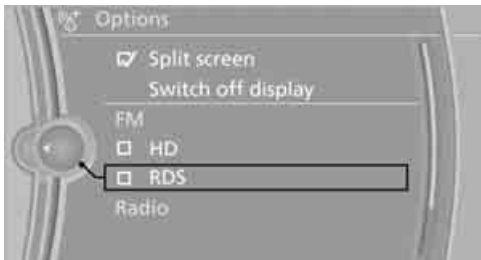 Options
Split screen
Switch off display
FM
HD
RDS
Radio